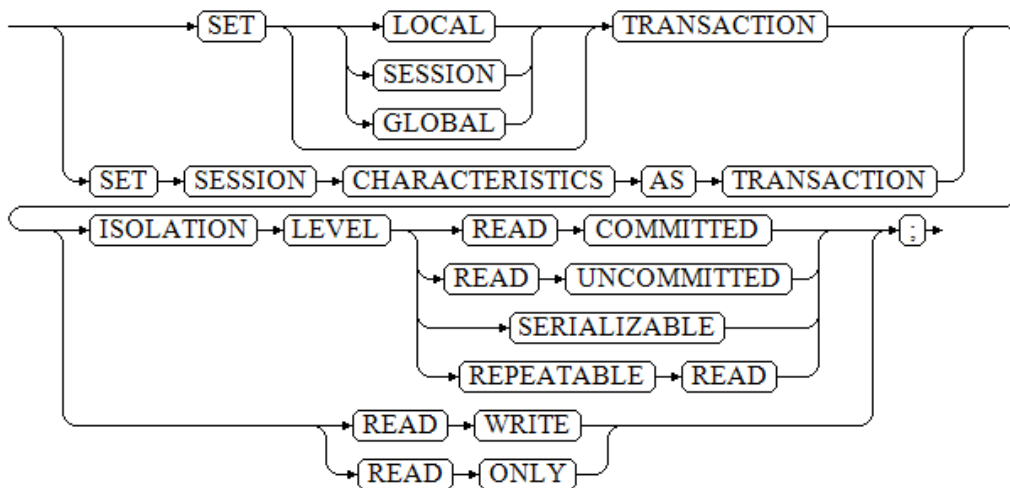 SET LOCAL TRANSACTION
SESSION
GLOBAL
SET SESSION CHARACTERISTICS AS TRANSACTION
ISOLATION LEVEL READ COMMITTED ;
READ UNCOMMITTED
SERIALIZABLE
REPEATABLE READ
READ WRITE
READ ONLY